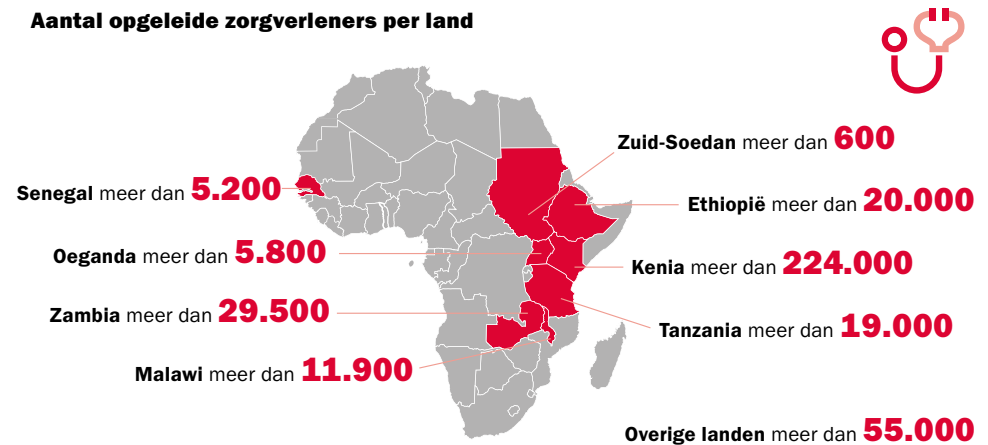 Aantal opgeleide zorgverleners per land
Zuid-Soedan meer dan 600
Senegal meer dan 5.200
Ethiopië meer dan 20.000
Oeganda meer dan 5.800
Kenia meer dan 224.000
Zambia meer dan 29.500
Tanzania meer dan 19.000
Malawi meer dan 11.900
Overige landen meer dan 55.000